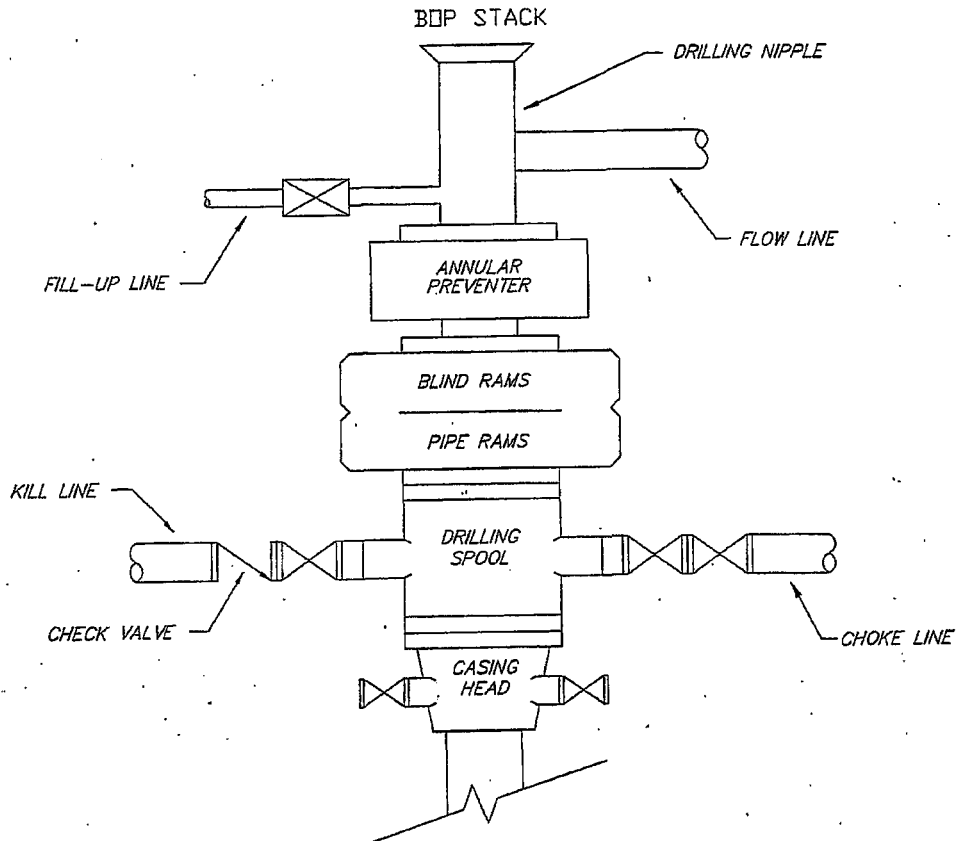 BOP STACK
DRILLING NIPPLE
FLOW LINE
FILL-UP LINE
ANNULAR
PREVENTER
BLIND RAMS
PIPE RAMS
KILL LINE
DRILLING
SPOOL
CHECK VALVE
CHOKE LINE
CASING
HEAD